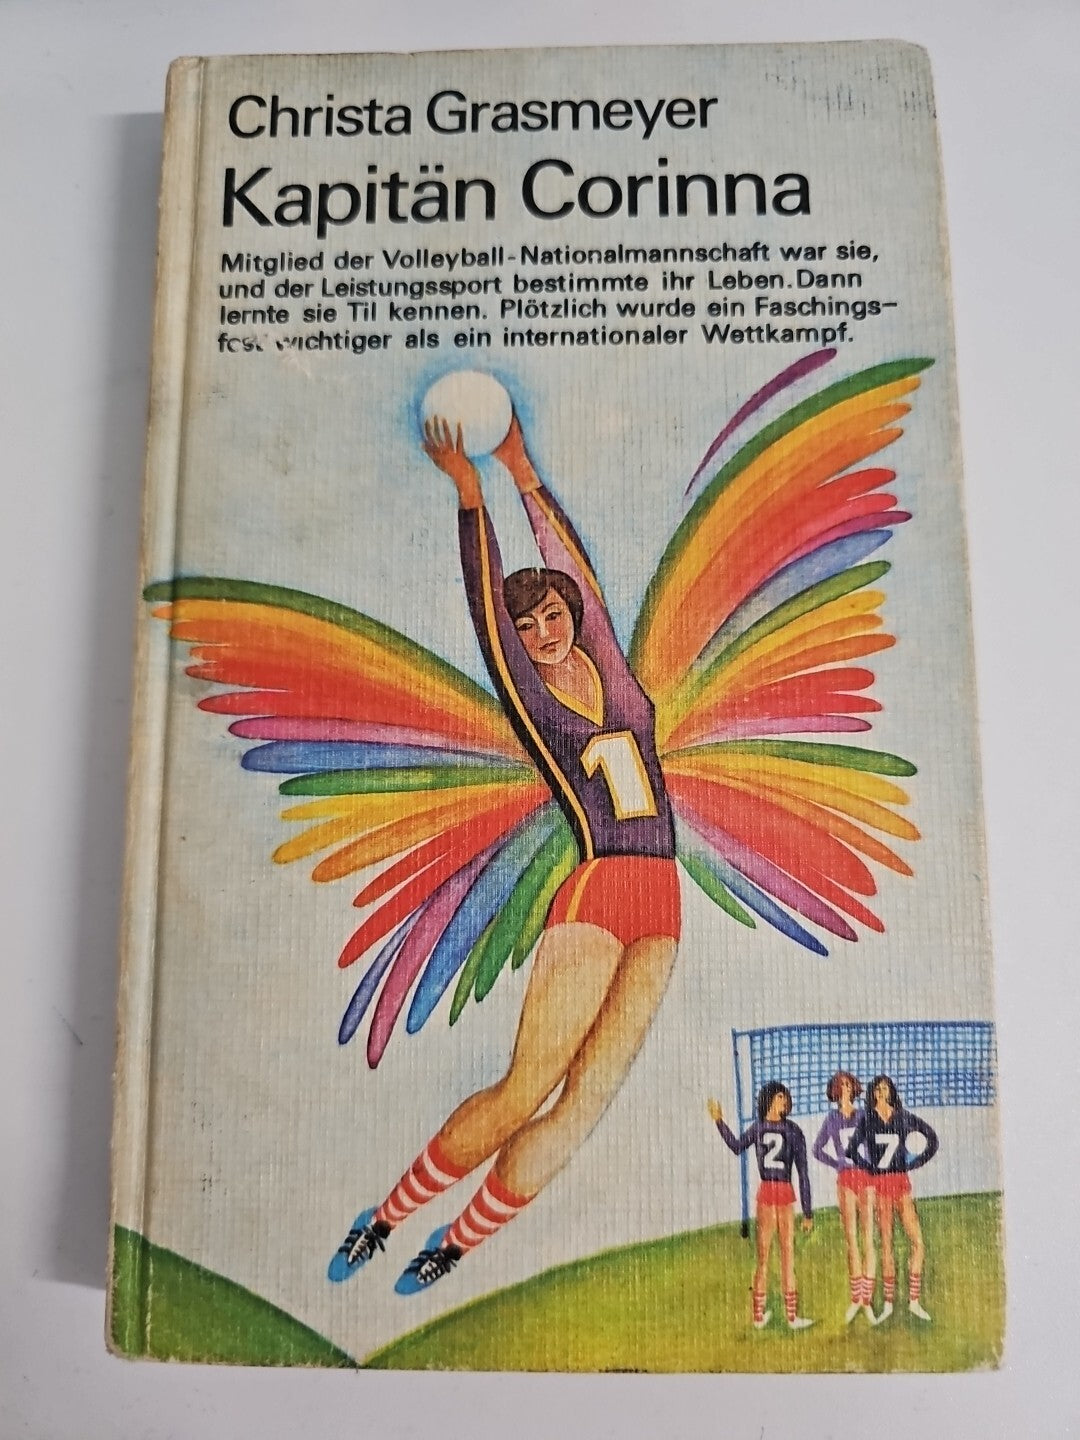 Christa Grasmeyer
Kapitän Corinna
Mitglied der Volleyball-Nationalmannschaft war sie,
und der Leistungssport bestimmte ihr Leben. Dann
lernte sie Til kennen. Plötzlich wurde ein Faschings-
fest wichtiger als ein internationaler Wettkampf.
1
2
7